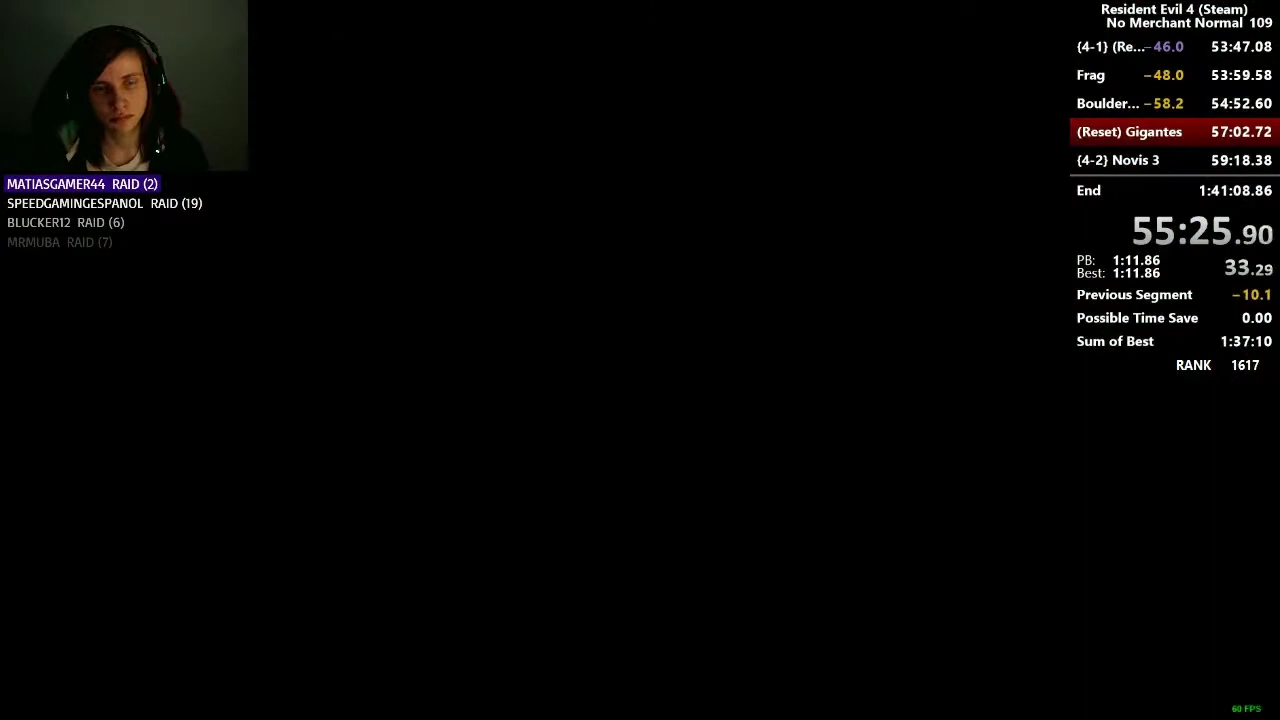 MATIASGAMER44 RAID (2)
SPEEDGAMINGESPANOL RAID (19)
BLUCKER12 RAID (6)
MRMUBA RAID (7)
Resident Evil 4 (Steam)
No Merchant Normal 109
{4-1} (Re... −46.0 53:47.08
Frag −48.0 53:59.58
Boulder... −58.2 54:52.60
(Reset) Gigantes 57:02.72
{4-2} Novis 3 59:18.38
End 1:41:08.86
55:25.90
PB: 1:11.86
Best: 1:11.86
33.29
Previous Segment −10.1
Possible Time Save 0.00
Sum of Best 1:37:10
RANK 1617
60 FPS